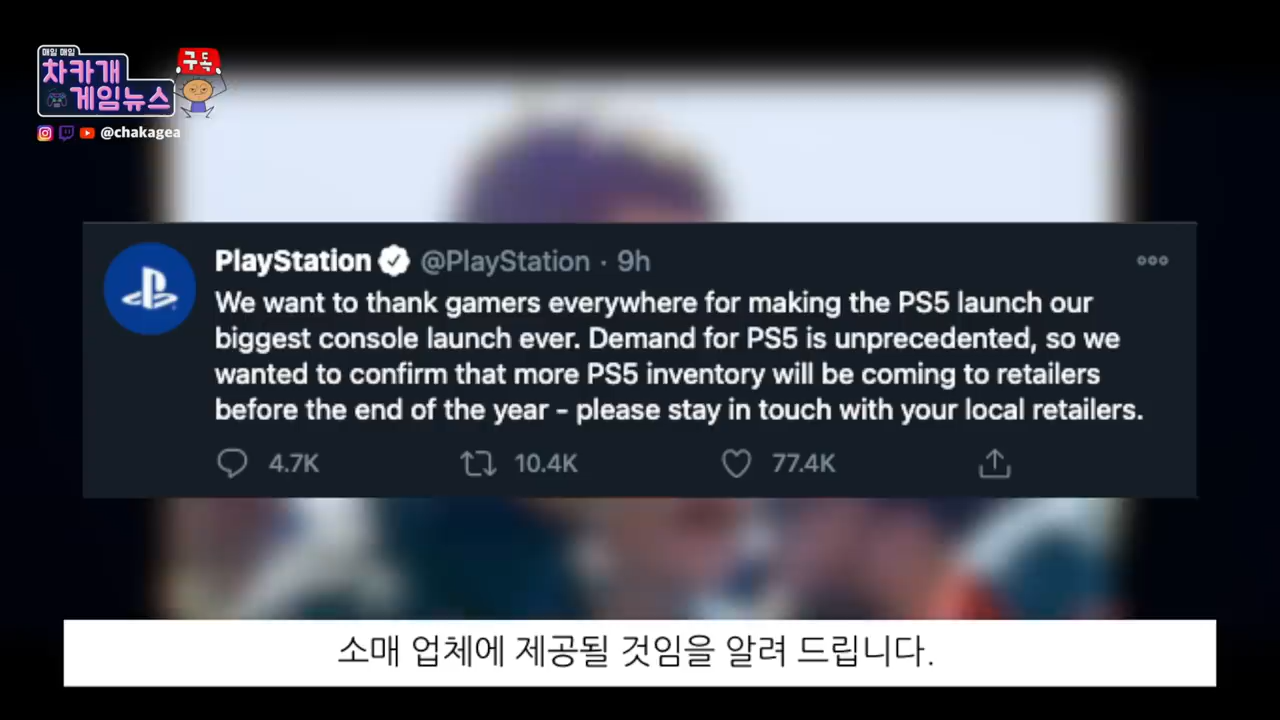 매일 매일
차카개
게임뉴스
구독
@chakagea
PlayStation @PlayStation · 9h
We want to thank gamers everywhere for making the PS5 launch our
biggest console launch ever. Demand for PS5 is unprecedented, so we
wanted to confirm that more PS5 inventory will be coming to retailers
before the end of the year - please stay in touch with your local retailers.
4.7K 10.4K 77.4K
소매 업체에 제공될 것임을 알려 드립니다.